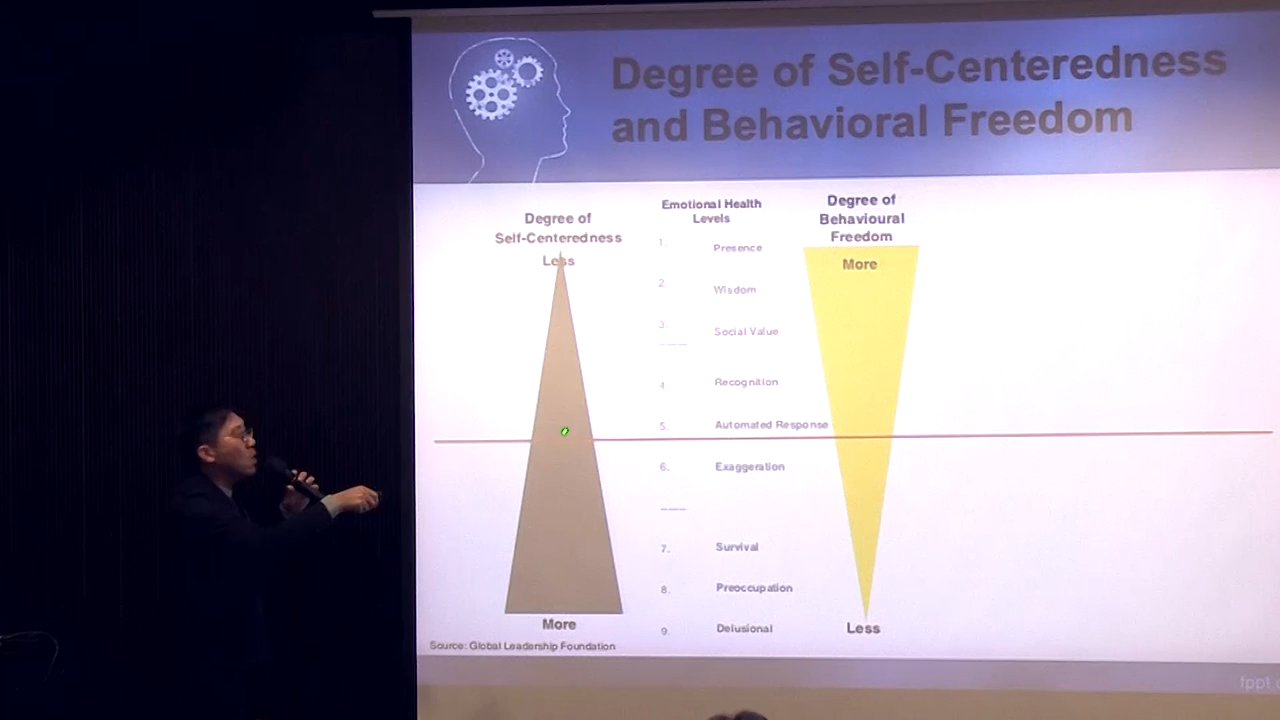 Degree of Self-Centeredness
and Behavioral Freedom
Degree of
Self-Centeredness
Less
More
Emotional Health
Levels
1. Presence
2. Wisdom
3. Social Value
-----
4. Recognition
5. Automated Response
6. Exaggeration
-----
7. Survival
8. Preoccupation
9. Delusional
Degree of
Behavioural
Freedom
More
Less
Source: Global Leadership Foundation